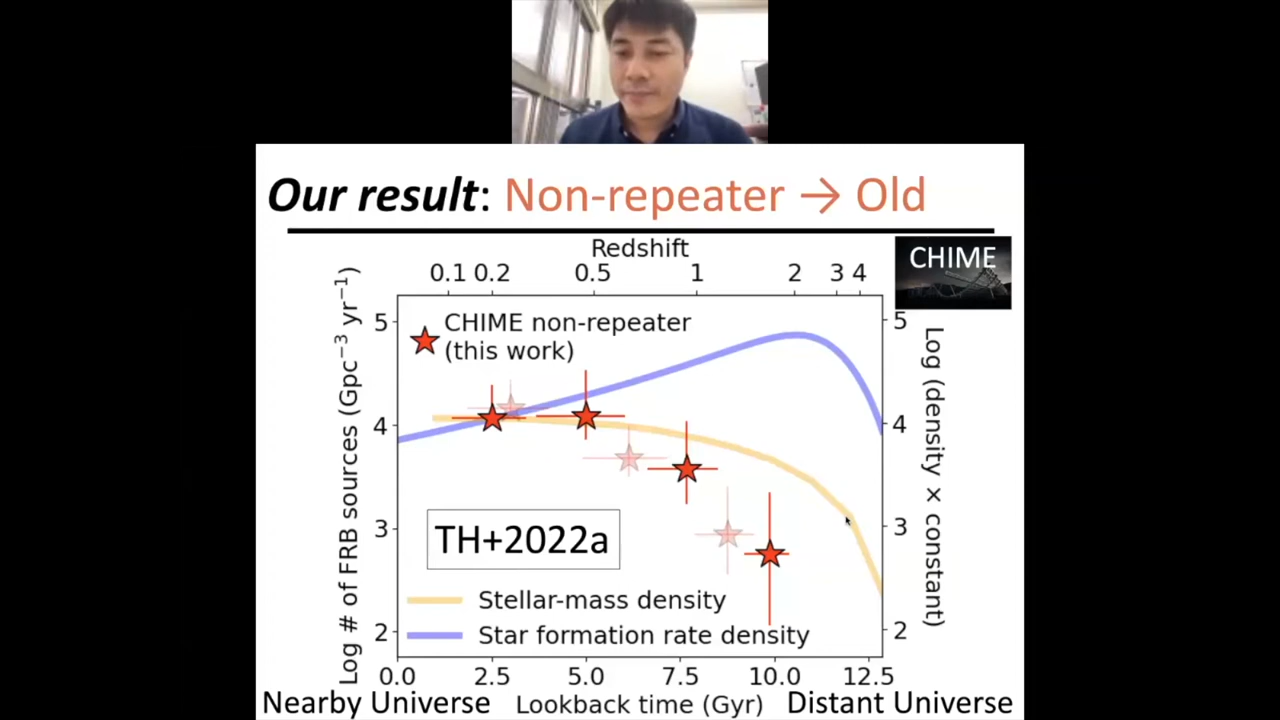 Our result: Non-repeater → Old
CHIME
Redshift
0.1 0.2 0.5 1 2 3 4
Log # of FRB sources (Gpc⁻³ yr⁻¹)
5
4
3
2
CHIME non-repeater
(this work)
TH+2022a
Stellar-mass density
Star formation rate density
5
4
3
2
Log (density × constant)
0.0 2.5 5.0 7.5 10.0 12.5
Nearby Universe Lookback time (Gyr) Distant Universe